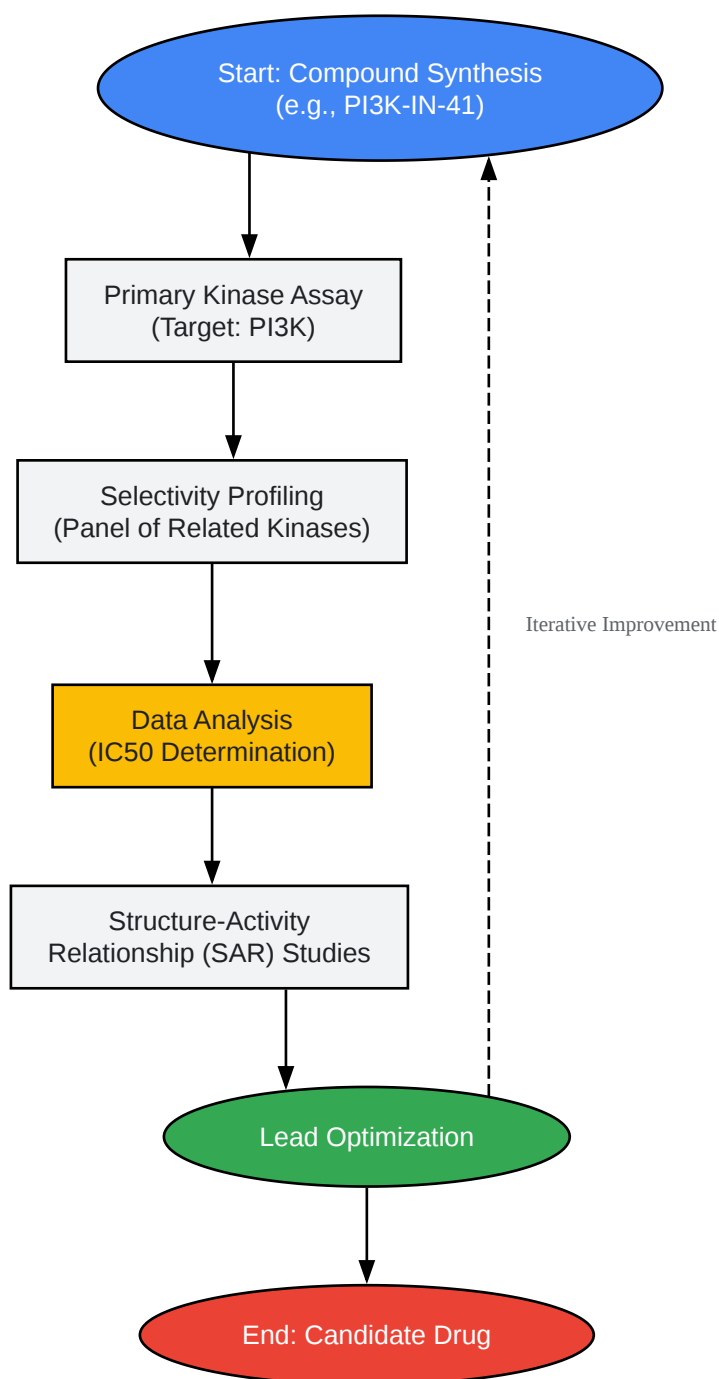 Start: Compound Synthesis
(e.g., PI3K-IN-41)
Primary Kinase Assay
(Target: PI3K)
Selectivity Profiling
(Panel of Related Kinases)
Iterative Improvement
Data Analysis
(IC50 Determination)
Structure-Activity
Relationship (SAR) Studies
Lead Optimization
End: Candidate Drug